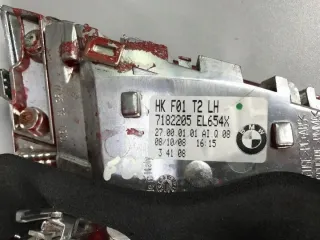 HK F01 T2 LH
7182205 EL654X
27.00.01.01 AI Q 08
08/10/08 16:15
3 41 08